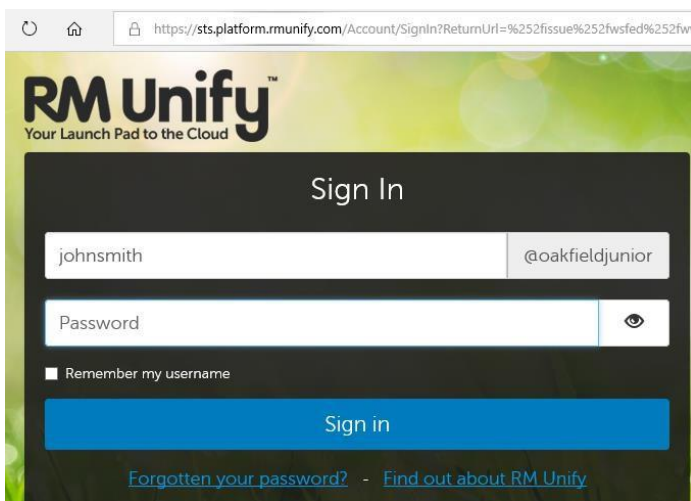 https://sts.platform.rmunify.com/Account/SignIn?ReturnUrl=%252fissue%252fwsfed%252fw
RM Unify™
Your Launch Pad to the Cloud
Sign In
johnsmith @oakfieldjunior
Password
Remember my username
Sign in
Forgotten your password? - Find out about RM Unify